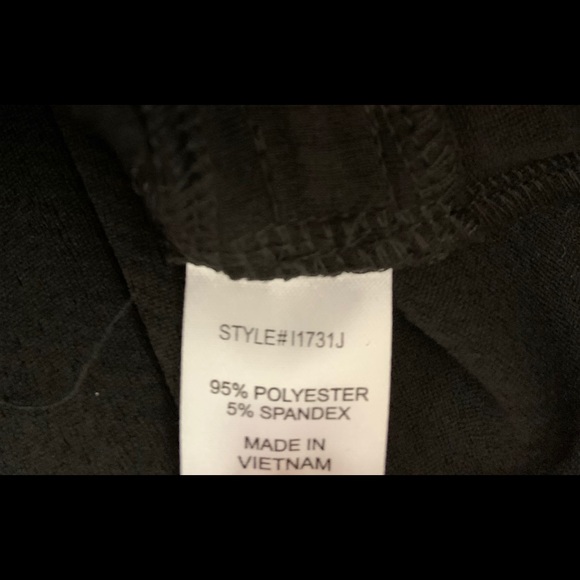 STYLE# I1731J
95% POLYESTER
5% SPANDEX
MADE IN
VIETNAM